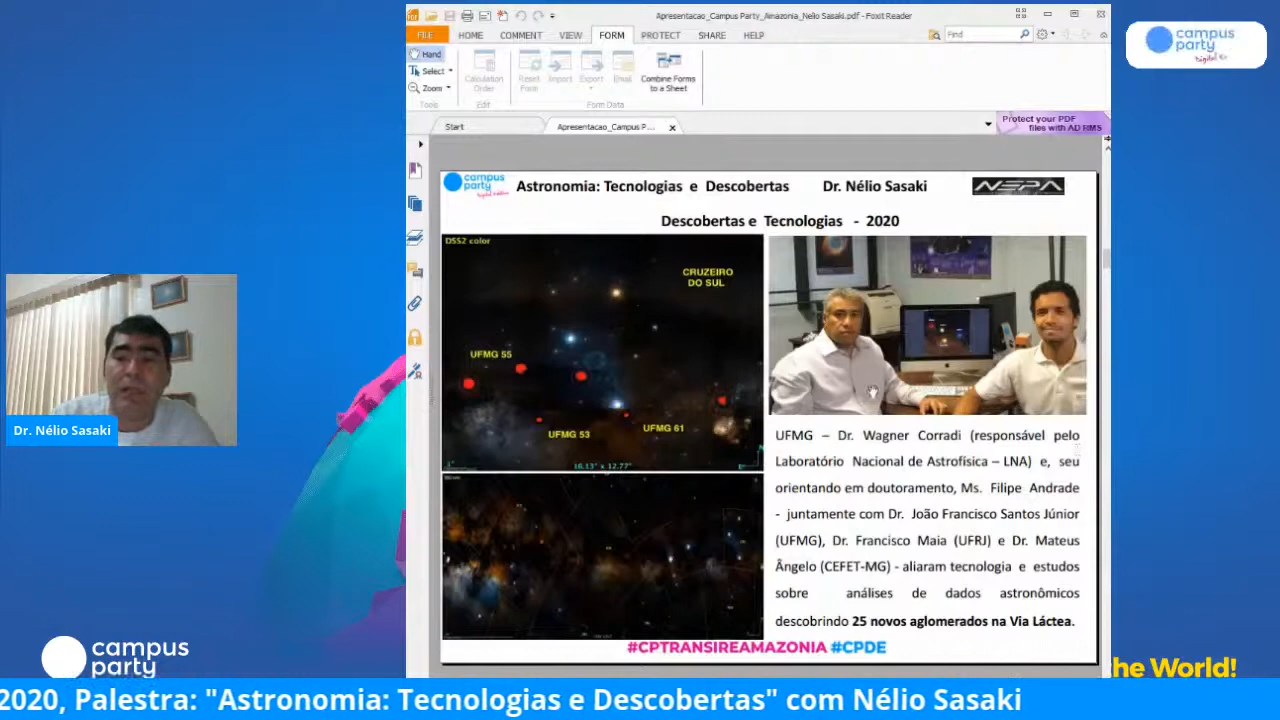 Apresentacao_Campus Party_Amazonia_Nelio Sasaki.pdf - Foxit Reader
FILE HOME COMMENT VIEW FORM PROTECT SHARE HELP
Find
Hand
Select
Zoom
Tools
Calculation
Order
Edit
Reset
Form
Import
Export
Email
Form Data
Combine Forms
to a Sheet
Start
Apresentacao_Campus P...
Protect your PDF
files with AD RMS
campus
party
campus
party
Astronomia: Tecnologias e Descobertas Dr. Nélio Sasaki
NEPA
Descobertas e Tecnologias - 2020
DSS2 color
CRUZEIRO
DO SUL
UFMG 55
UFMG 53
UFMG 61
16.13° x 12.77°
UFMG – Dr. Wagner Corradi (responsável pelo
Laboratório Nacional de Astrofísica – LNA) e, seu
orientando em doutoramento, Ms. Filipe Andrade
- juntamente com Dr. João Francisco Santos Júnior
(UFMG), Dr. Francisco Maia (UFRJ) e Dr. Mateus
Ângelo (CEFET-MG) - aliaram tecnologia e estudos
sobre análises de dados astronômicos
descobrindo 25 novos aglomerados na Via Láctea.
#CPTRANSIREAMAZONIA #CPDE
Dr. Nélio Sasaki
campus
party
the World!
2020, Palestra: "Astronomia: Tecnologias e Descobertas" com Nélio Sasaki